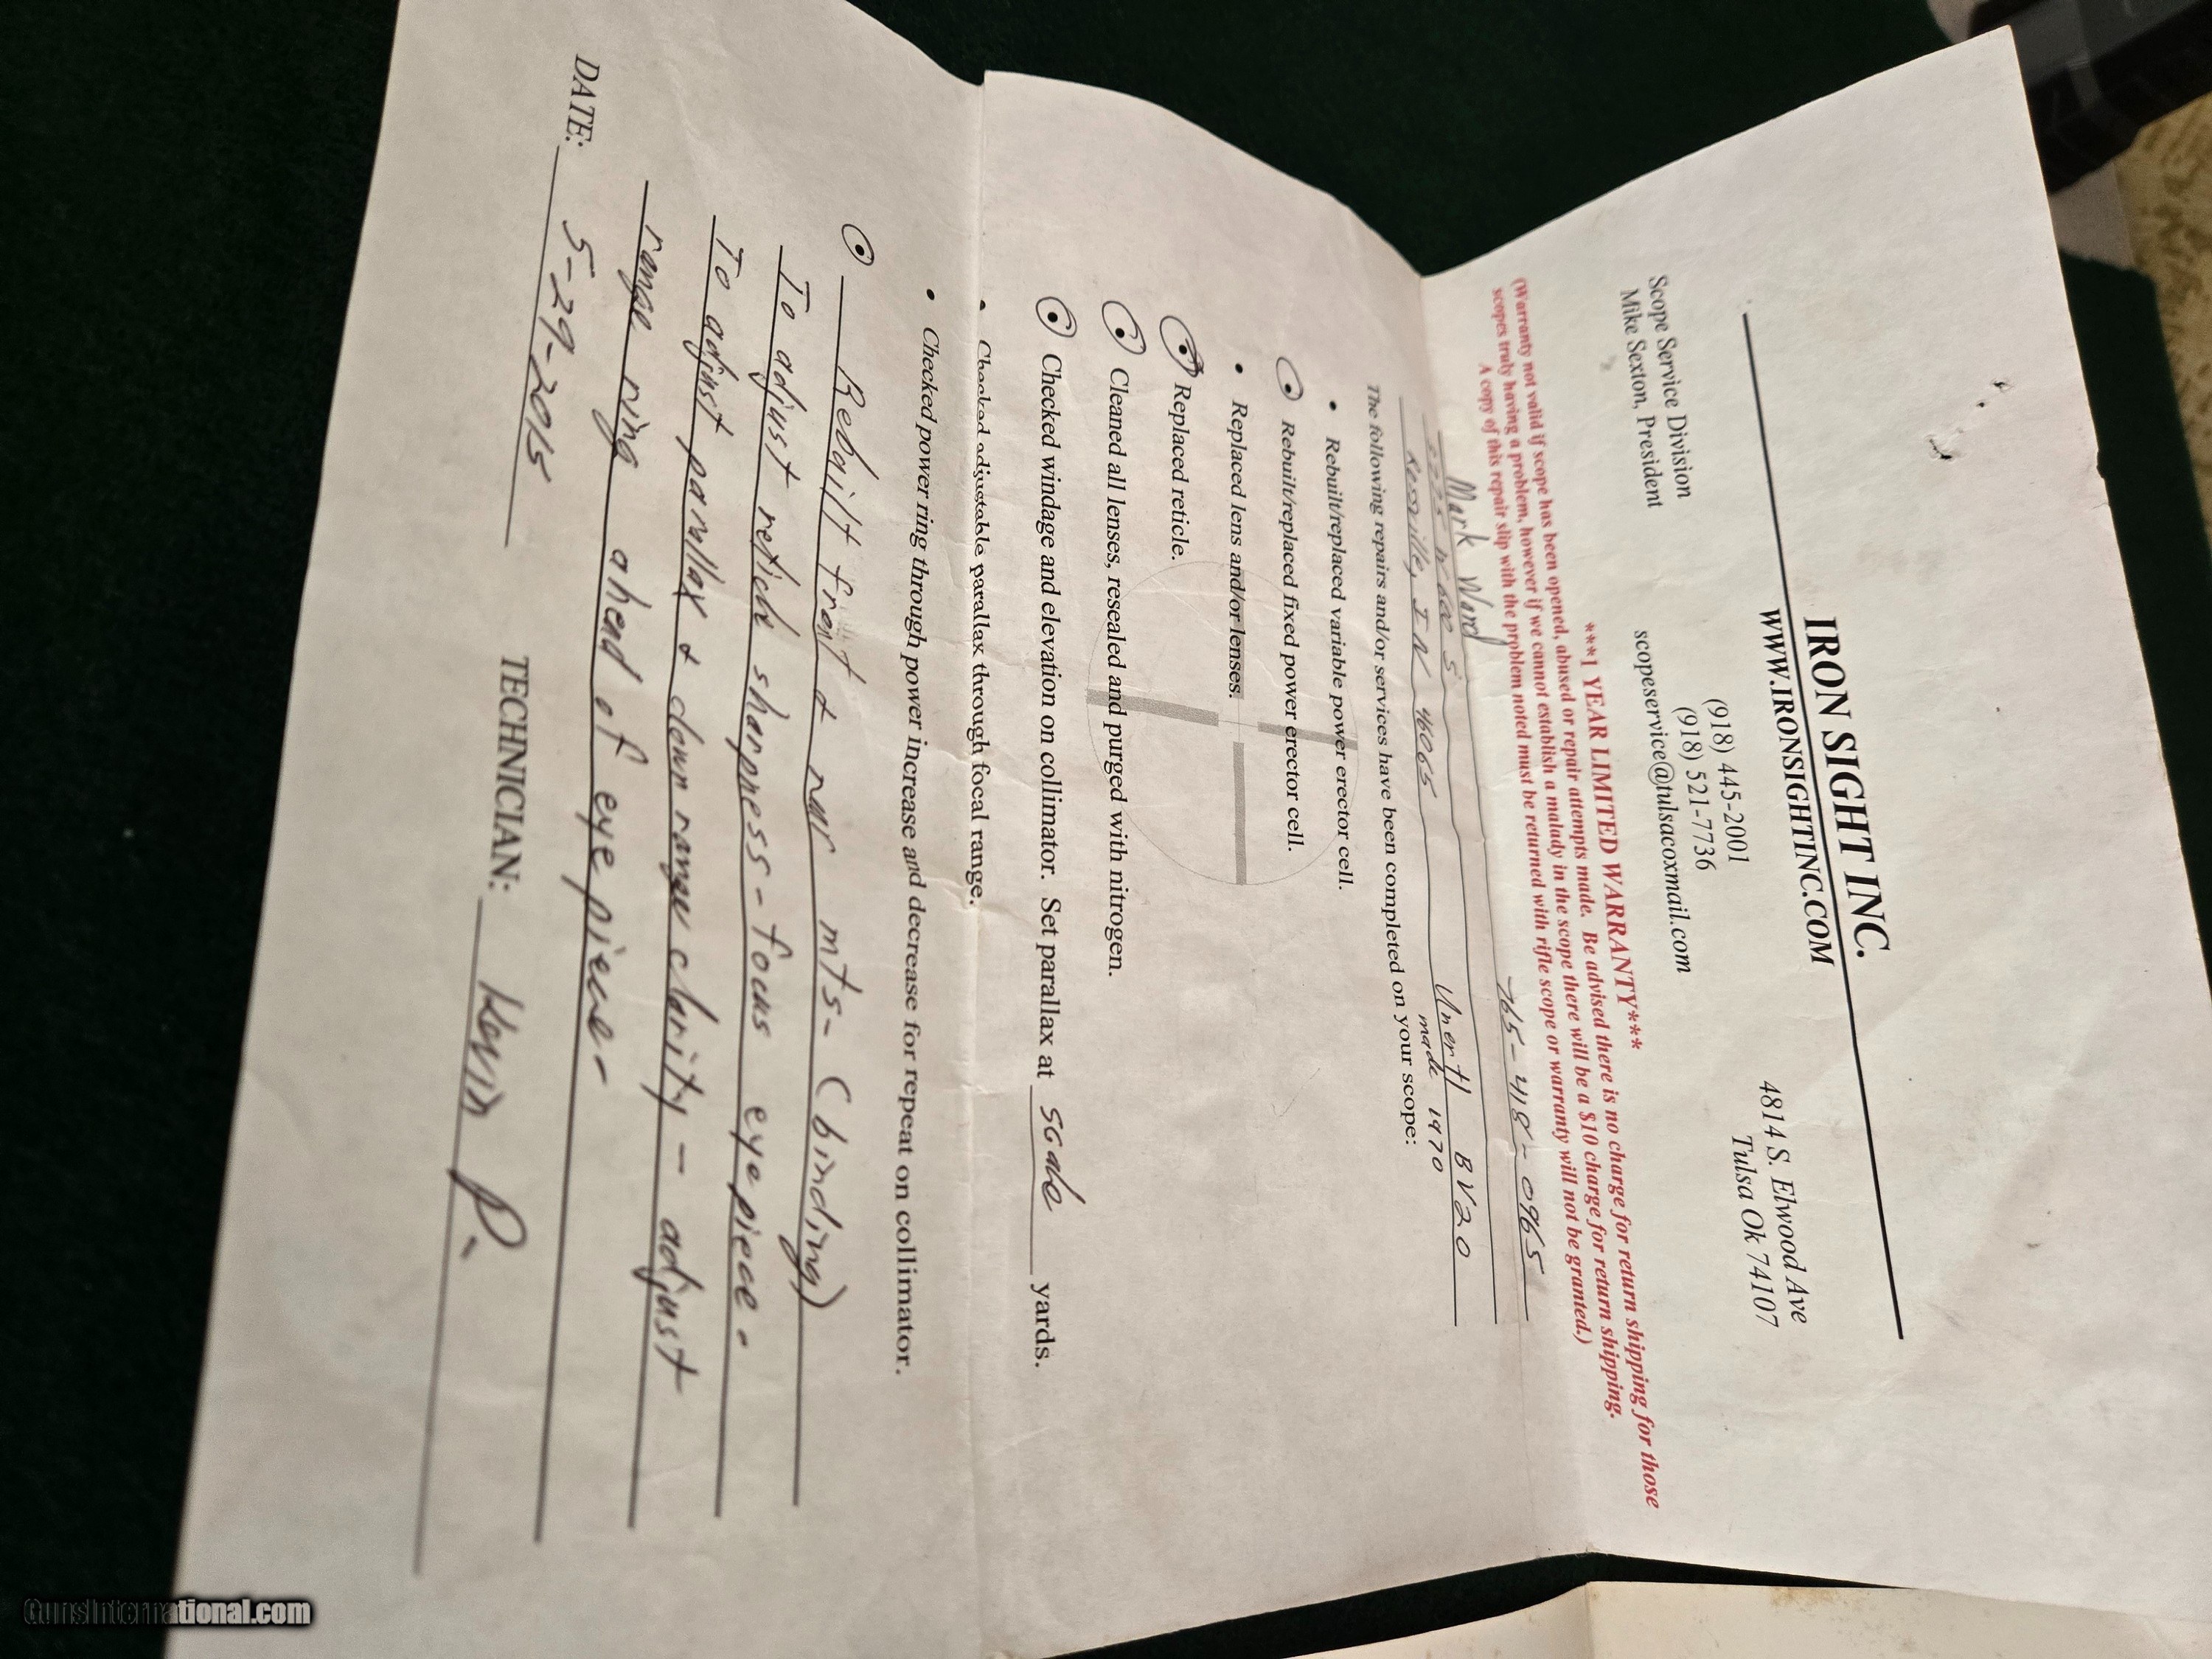 IRON SIGHT INC.
WWW.IRONSIGHTINC.COM
Scope Service Division
Mike Sexton, President
(918) 445-2001
(918) 521-7736
scopeservice@tulsacoxmail.com
4814 S. Elwood Ave
Tulsa Ok 74107
***1 YEAR LIMITED WARRANTY***
(Warranty not valid if scope has been opened, abused or repair attempts made. Be advised there is no charge for return shipping for those
scopes truly having a problem, however if we cannot establish a malady in the scope there will be a $10 charge for return shipping.
A copy of this repair slip with the problem noted must be returned with rifle scope or warranty will not be granted.)
765-418-0965
Mark Ward
Unertl BV20
IN 46065
made 1970
The following repairs and/or services have been completed on your scope:
• Rebuilt/replaced variable power erector cell.
• Rebuilt/replaced fixed power erector cell.
• Replaced lens and/or lenses.
• Replaced reticle.
• Cleaned all lenses, resealed and purged with nitrogen.
• Checked windage and elevation on collimator. Set parallax at yards.
• Checked adjustable parallax through focal range.
• Checked power ring through power increase and decrease for repeat on collimator.
• Rebuilt front & rear mts- (binding)
To adjust reticle sharpness-focus eyepiece.
To adjust parallax & down range clarity - adjust
range ring ahead of eyepiece-
DATE: 5-29-2015 TECHNICIAN: Kevin P.
GunsInternational.com